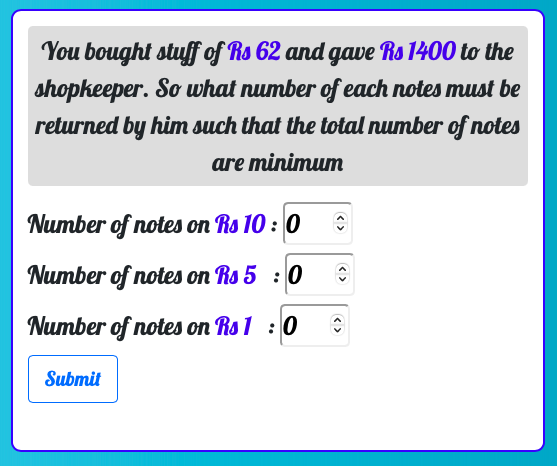 You bought stuff of Rs 62 and gave Rs 1400 to the
shopkeeper. So what number of each notes must be
returned by him such that the total number of notes
are minimum
Number of notes on Rs 10 : 0
Number of notes on Rs 5 : 0
Number of notes on Rs 1 : 0
Submit